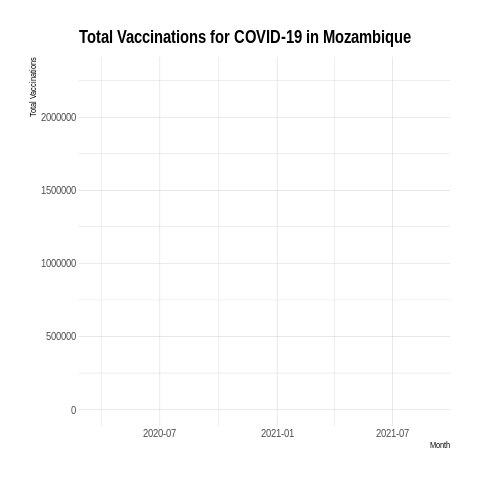 Total Vaccinations for COVID-19 in Mozambique
Total Vaccinations
2000000
1500000
1000000
500000
0
2020-07 2021-01 2021-07
Month